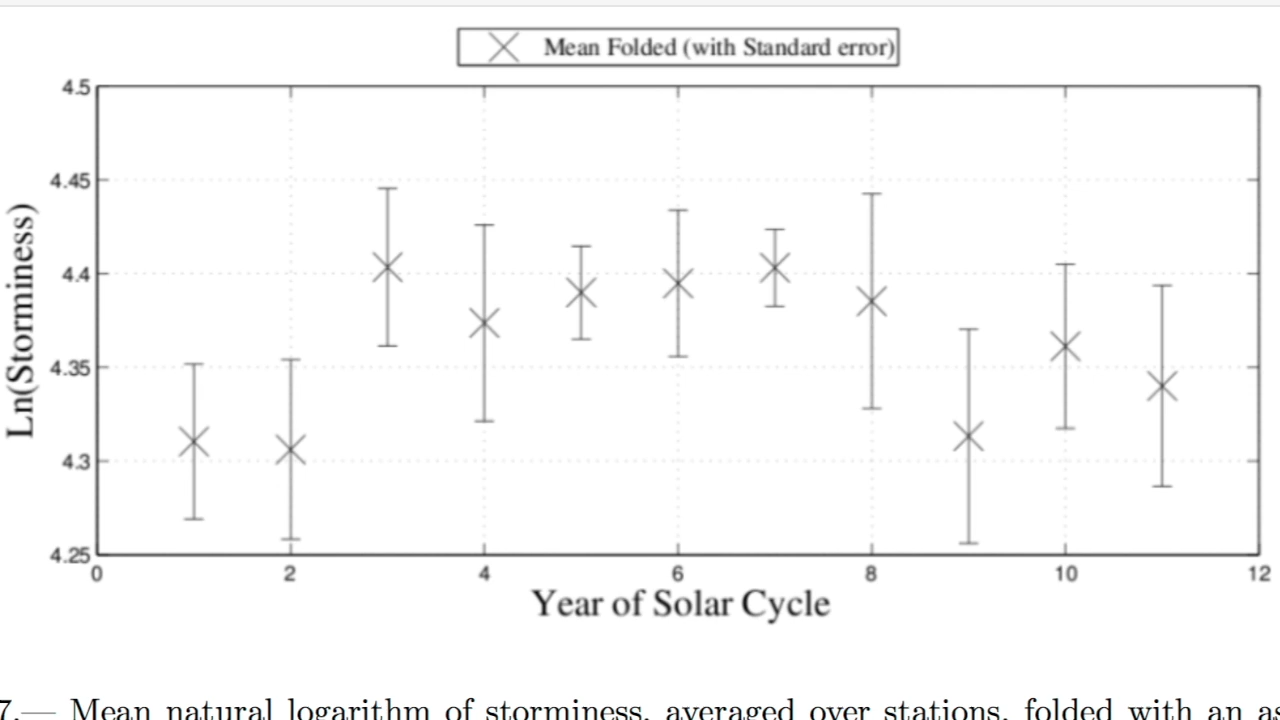 Mean Folded (with Standard error)
4.5
4.45
4.4
4.35
4.3
4.25
Ln(Storminess)
0 2 4 6 8 10 12
Year of Solar Cycle
7.— Mean natural logarithm of storminess, averaged over stations, folded with an